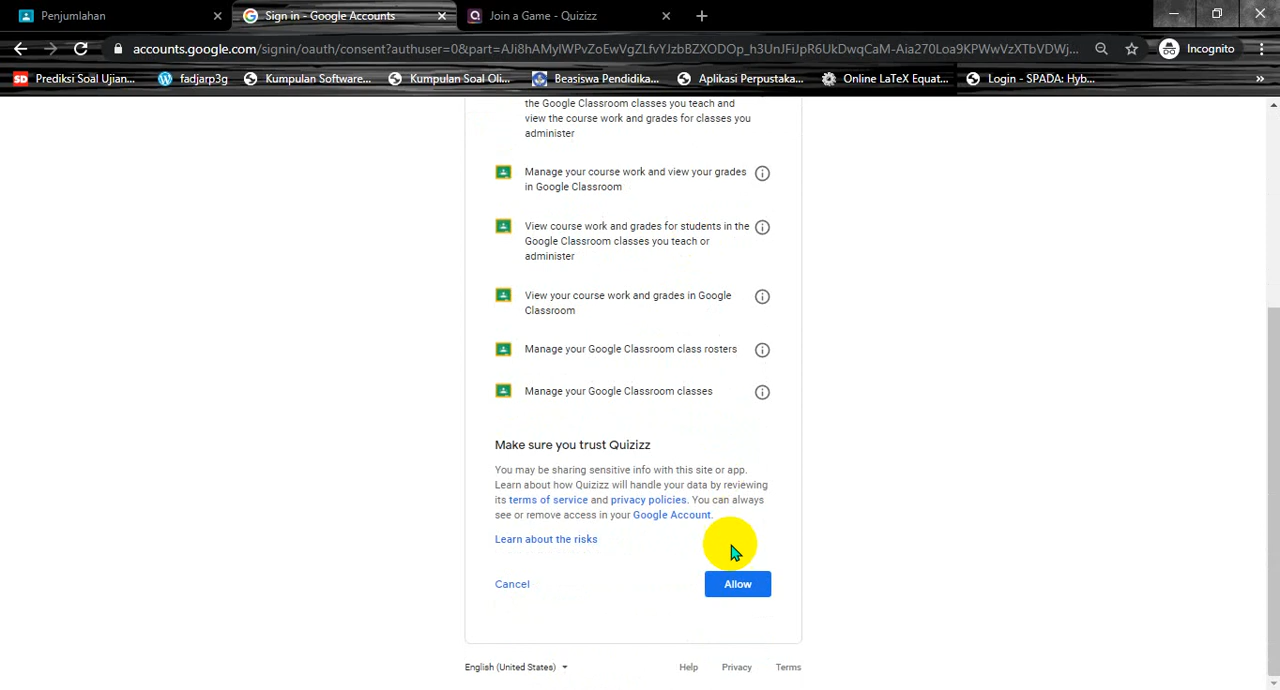 Penjumlahan
Sign in - Google Accounts
Join a Game - Quizizz
accounts.google.com/signin/oauth/consent?authuser=0&part=AJi8hAMyIWPvZoEwVgZLfvYJzbBZXODOp_h3UnJFiJpR6UkDwqCaM-Aia270Loa9KPWwVzXTbVDWj...
Incognito
Prediksi Soal Ujian...
fadjarp3g
Kumpulan Software...
Kumpulan Soal Oli...
Beasiswa Pendidika...
Aplikasi Perpustaka...
Online LaTeX Equat...
Login - SPADA: Hyb...
the Google Classroom classes you teach and
view the course work and grades for classes you
administer
Manage your course work and view your grades
in Google Classroom
View course work and grades for students in the
Google Classroom classes you teach or
administer
View your course work and grades in Google
Classroom
Manage your Google Classroom class rosters
Manage your Google Classroom classes
Make sure you trust Quizizz
You may be sharing sensitive info with this site or app.
Learn about how Quizizz will handle your data by reviewing
its terms of service and privacy policies. You can always
see or remove access in your Google Account.
Learn about the risks
Cancel
Allow
English (United States)
Help
Privacy
Terms